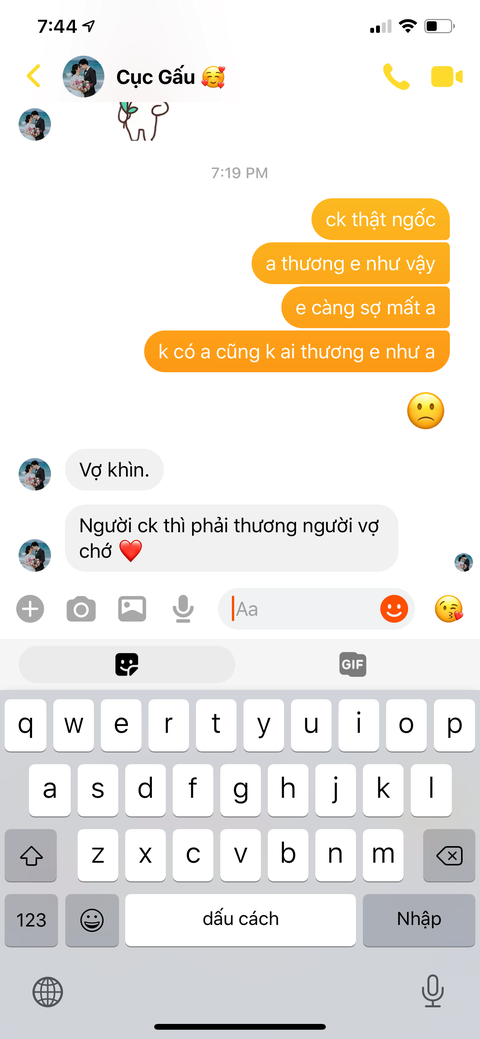 7:44
Cục Gấu 🥰
7:19 PM
ck thật ngốc
a thương e như vậy
e càng sợ mất a
k có a cũng k ai thương e như a
🙁
Vợ khìn.
Người ck thì phải thương người vợ
chớ ❤️
Aa
GIF
q w e r t y u i o p
a s d f g h j k l
z x c v b n m
123 dấu cách Nhập